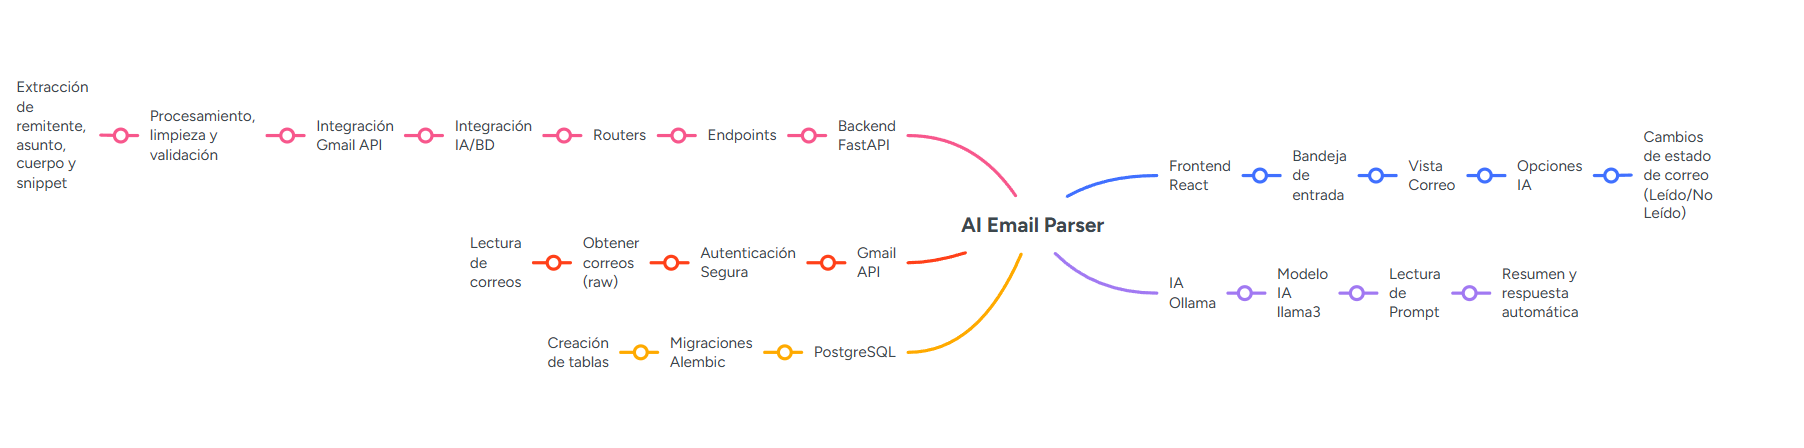 Extracción
de
remitente,
asunto,
cuerpo y
snippet
Procesamiento,
limpieza y
validación
Integración
Gmail API
Integración
IA/BD
Routers
Endpoints
Backend
FastAPI
Lectura
de
correos
Obtener
correos
(raw)
Autenticación
Segura
Gmail
API
Creación
de tablas
Migraciones
Alembic
PostgreSQL
AI Email Parser
Frontend
React
Bandeja
de
entrada
Vista
Correo
Opciones
IA
Cambios
de estado
de correo
(Leído/No
Leído)
IA
Ollama
Modelo
IA
llama3
Lectura
de
Prompt
Resumen y
respuesta
automática